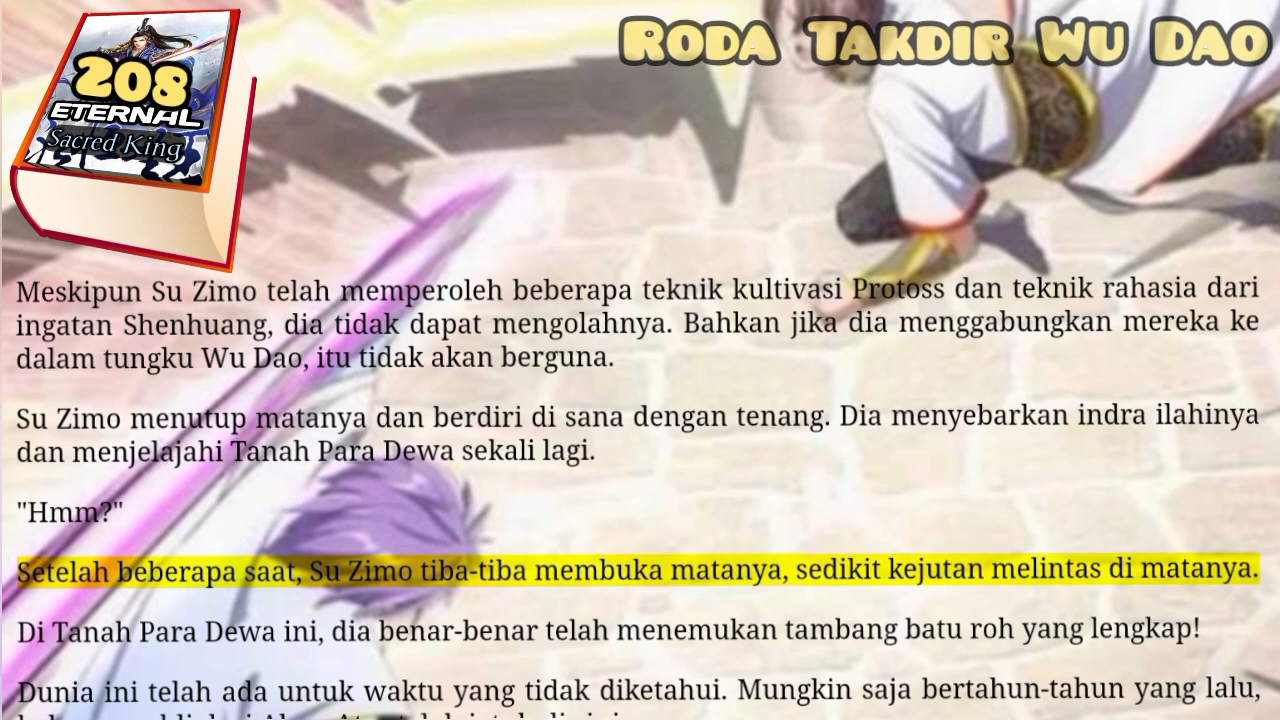 Roda Takdir Wu Dao
208
ETERNAL
Sacred King
Meskipun Su Zimo telah memperoleh beberapa teknik kultivasi Protoss dan teknik rahasia dari
ingatan Shenhuang, dia tidak dapat mengolahnya. Bahkan jika dia menggabungkan mereka ke
dalam tungku Wu Dao, itu tidak akan berguna.
Su Zimo menutup matanya dan berdiri di sana dengan tenang. Dia menyebarkan indra ilahinya
dan menjelajahi Tanah Para Dewa sekali lagi.
"Hmm?"
Setelah beberapa saat, Su Zimo tiba-tiba membuka matanya, sedikit kejutan melintas di matanya.
Di Tanah Para Dewa ini, dia benar-benar telah menemukan tambang batu roh yang lengkap!
Dunia ini telah ada untuk waktu yang tidak diketahui. Mungkin saja bertahun-tahun yang lalu,